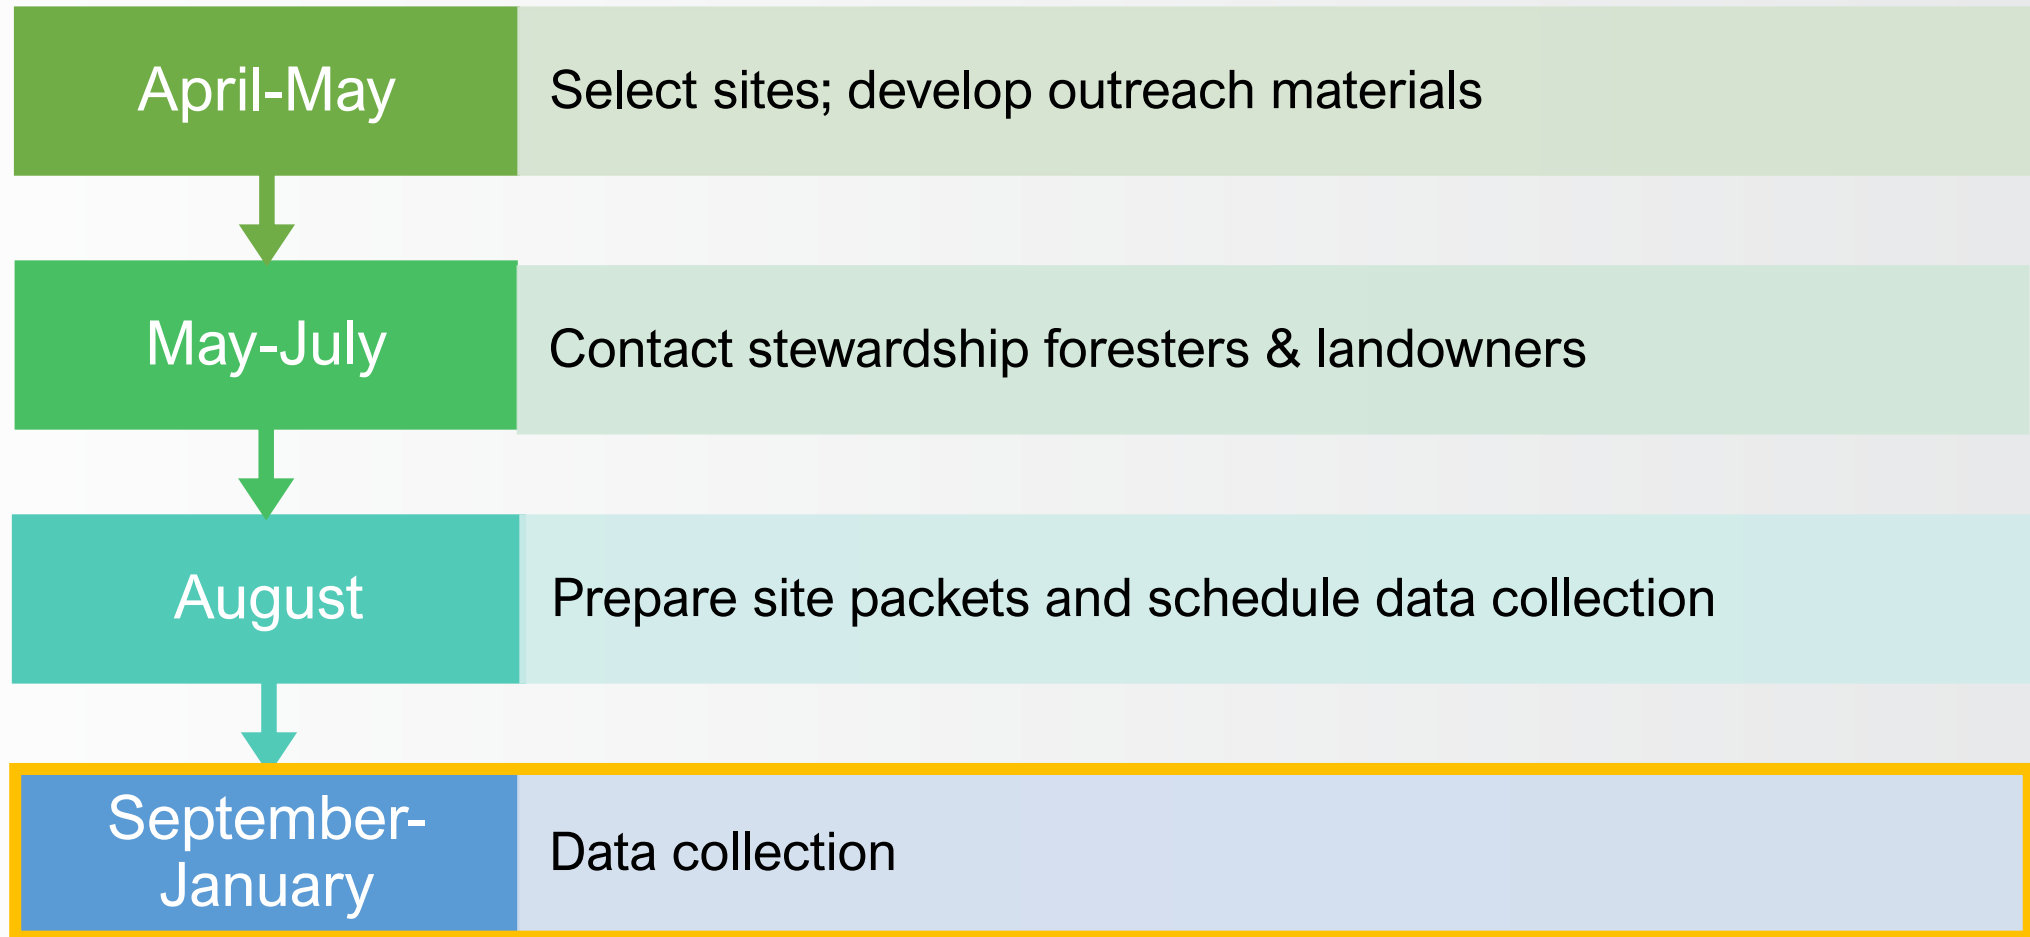 April-May
Select sites; develop outreach materials
May-July
Contact stewardship foresters & landowners
August
Prepare site packets and schedule data collection
September-
January
Data collection